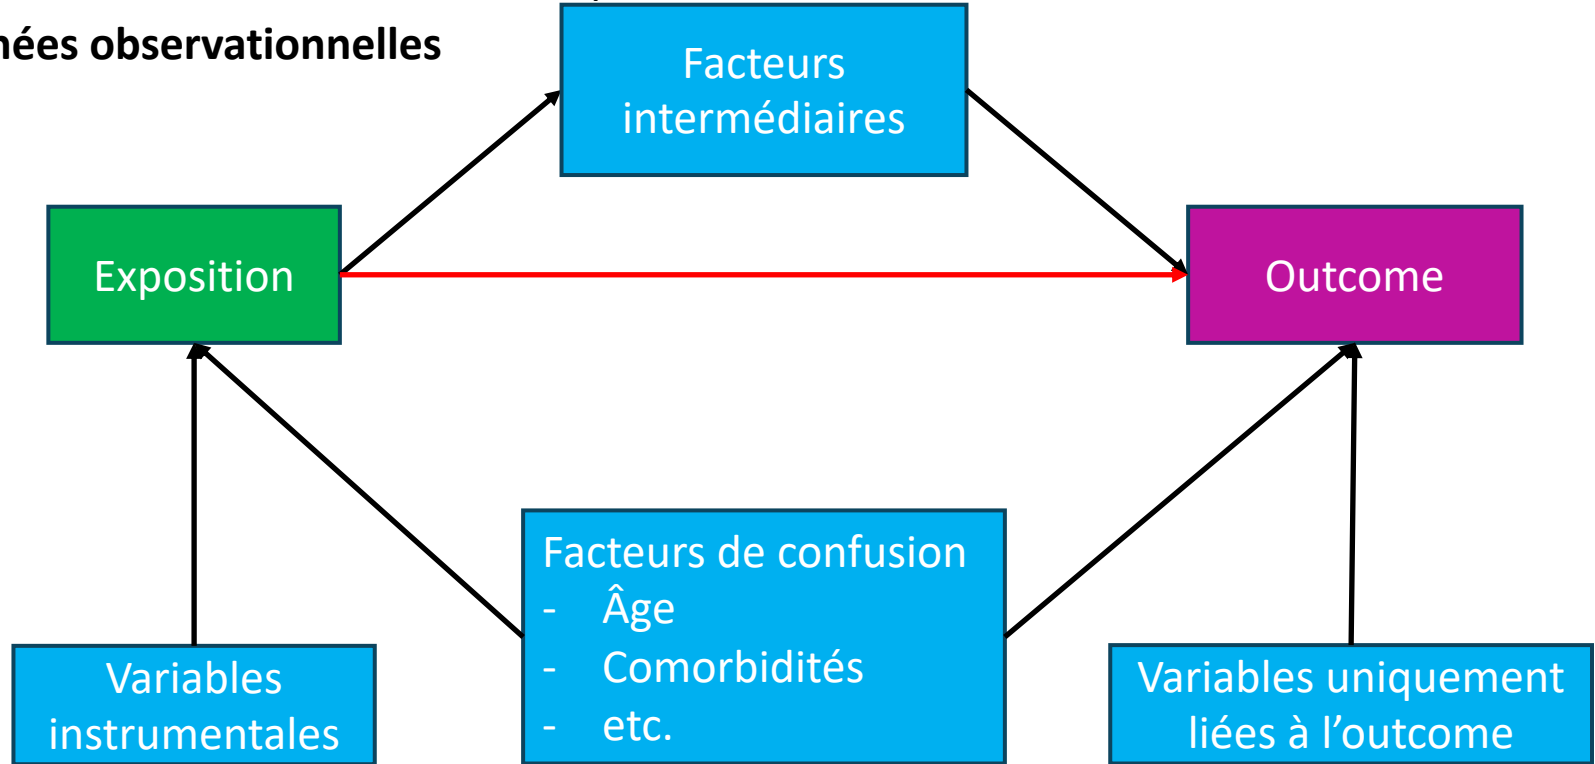 nées observationnelles
Facteurs
intermédiaires
Exposition
Outcome
Facteurs de confusion
- Âge
- Comorbidités
- etc.
Variables
instrumentales
Variables uniquement
liées à l’outcome